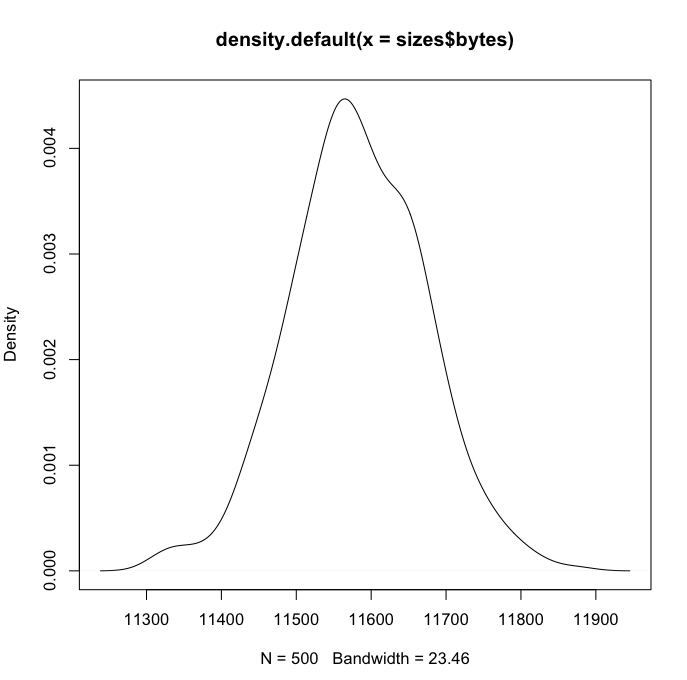 density.default(x = sizes$bytes)
Density
0.004
0.003
0.002
0.001
0.000
11300 11400 11500 11600 11700 11800 11900
N = 500 Bandwidth = 23.46